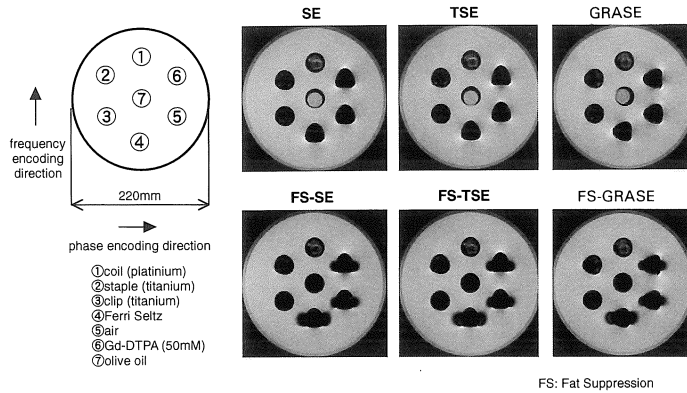 SE
TSE
GRASE
①
②
⑥
⑦
③
⑤
④
frequency
encoding
direction
220mm
phase encoding direction
FS-SE
FS-TSE
FS-GRASE
①coil (platinium)
②staple (titanium)
③clip (titanium)
④Ferri Seltz
⑤air
⑥Gd-DTPA (50mM)
⑦olive oil
FS: Fat Suppression